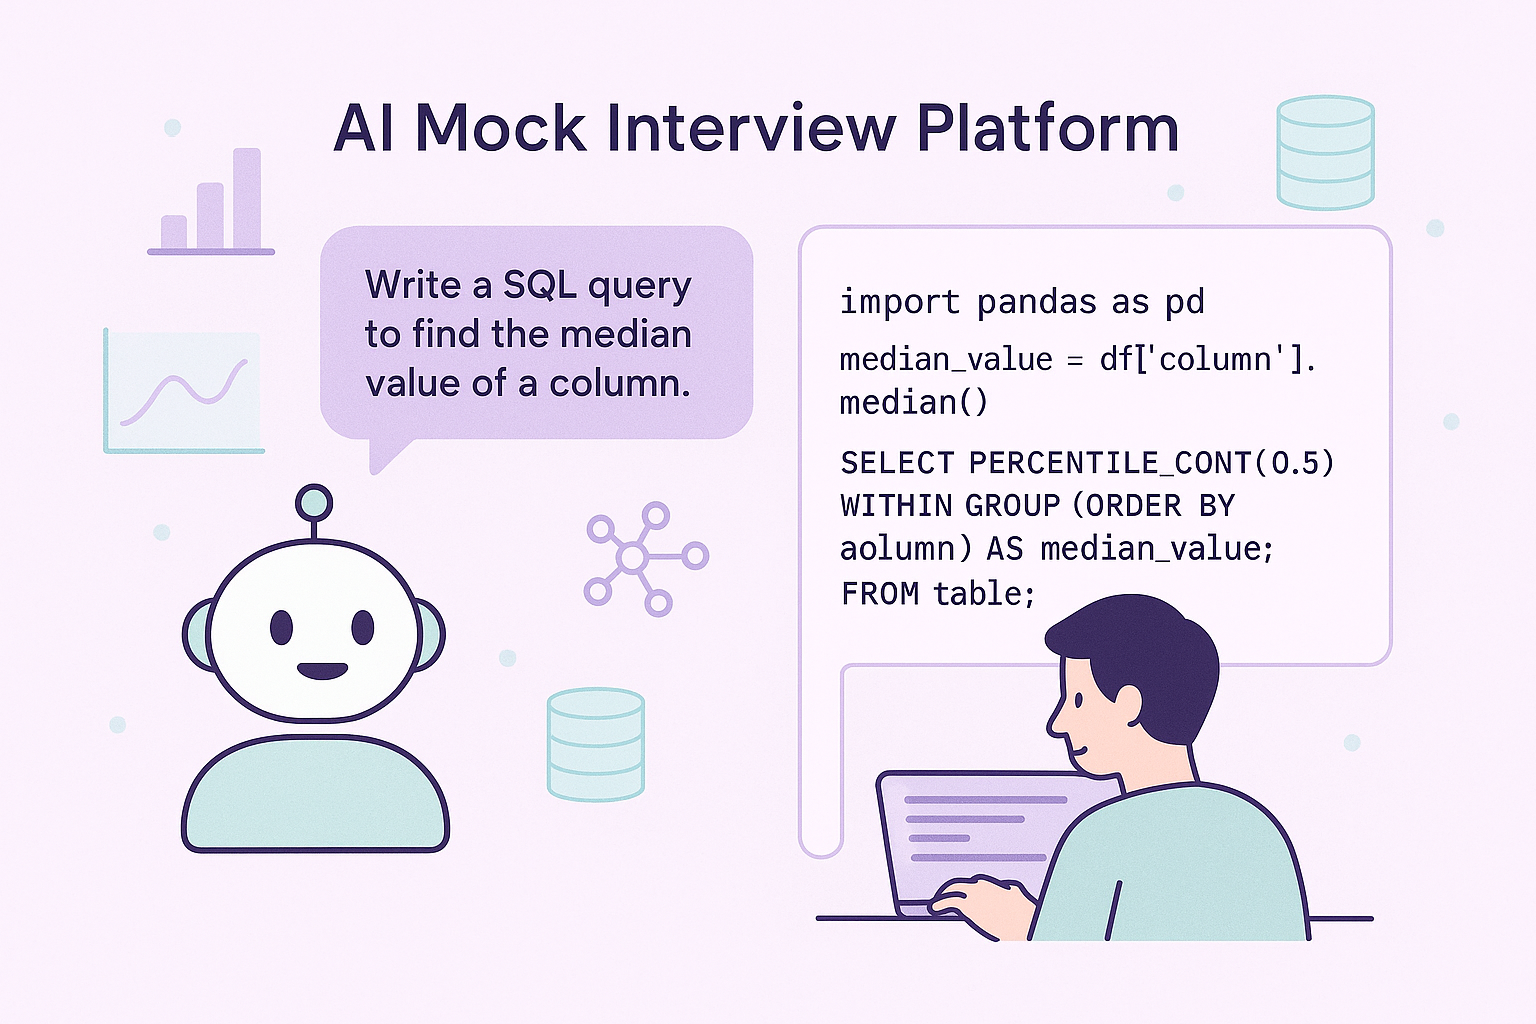 AI Mock Interview Platform
Write a SQL query
to find the median
value of a column.
import pandas as pd
median_value = df['column'].
median()
SELECT PERCENTILE_CONT(0.5)
WITHIN GROUP (ORDER BY
aolumn) AS median_value;
FROM table;